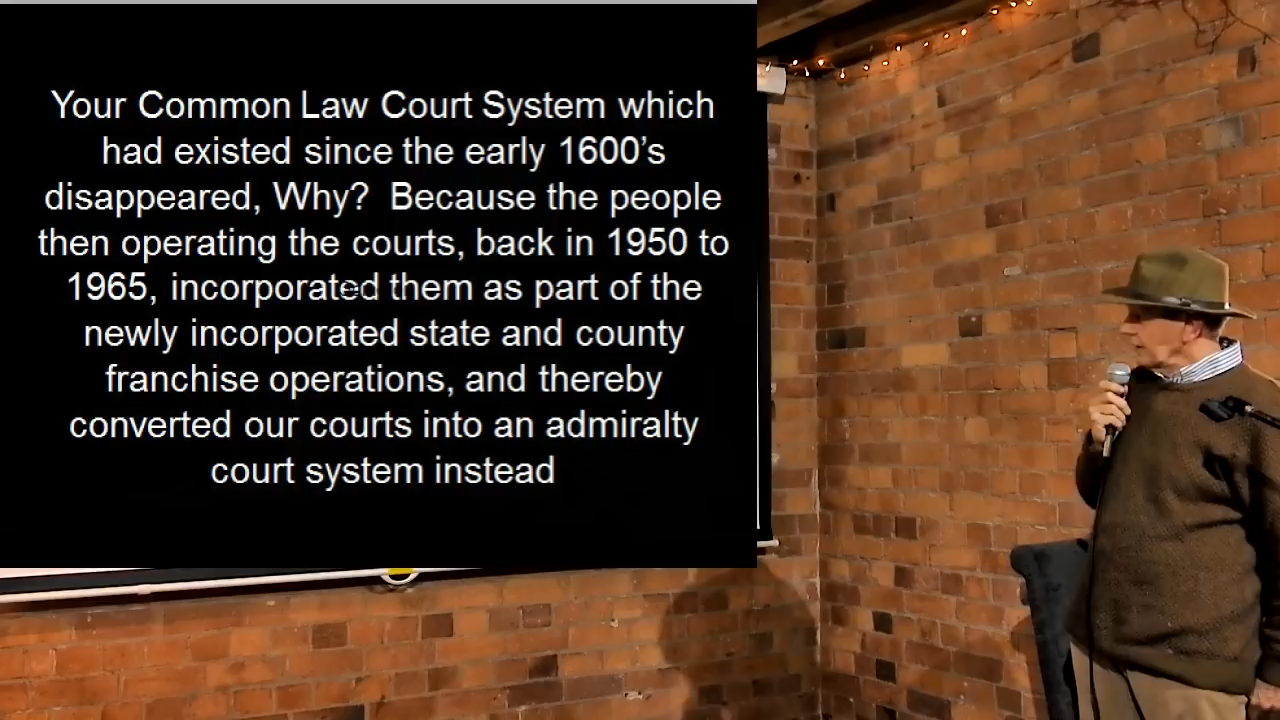 Your Common Law Court System which
had existed since the early 1600's
disappeared, Why?  Because the people
then operating the courts, back in 1950 to
1965, incorporated them as part of the
newly incorporated state and county
franchise operations, and thereby
converted our courts into an admiralty
court system instead